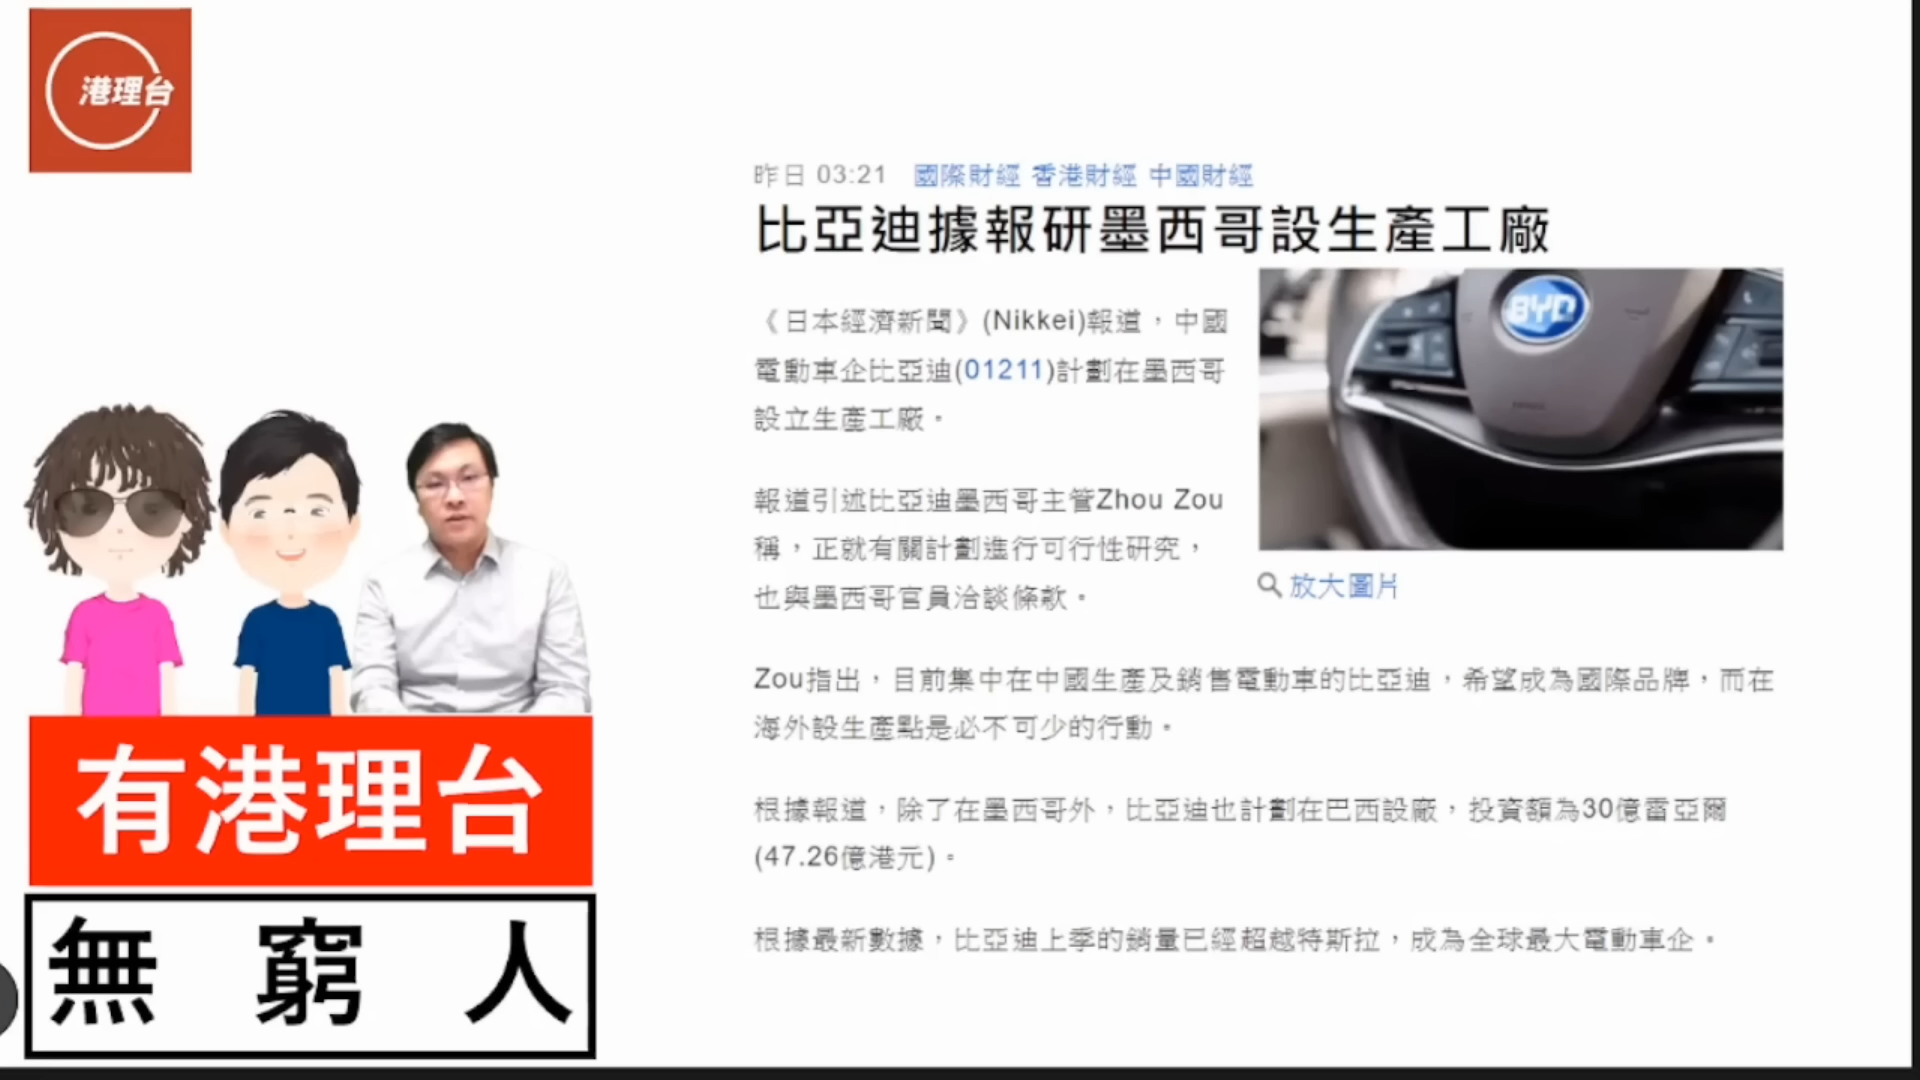 港理台
昨日 03:21 國際財經 香港財經 中國財經
比亞迪據報研墨西哥設生產工廠
《日本經濟新聞》(Nikkei)報道，中國
電動車企比亞迪(01211)計劃在墨西哥
設立生產工廠。
BYD
放大圖片
報道引述比亞迪墨西哥主管Zhou Zou
稱，正就有關計劃進行可行性研究，
也與墨西哥官員洽談條款。
Zou指出，目前集中在中國生產及銷售電動車的比亞迪，希望成為國際品牌，而在
海外設生產點是必不可少的行動。
根據報道，除了在墨西哥外，比亞迪也計劃在巴西設廠，投資額為30億雷亞爾
(47.26億港元)。
根據最新數據，比亞迪上季的銷量已經超越特斯拉，成為全球最大電動車企。
有港理台
無窮人